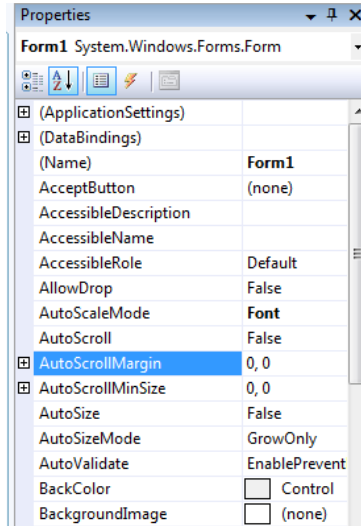 Properties
Form1 System.Windows.Forms.Form
(ApplicationSettings)
(DataBindings)
(Name) Form1
AcceptButton (none)
AccessibleDescription
AccessibleName
AccessibleRole Default
AllowDrop False
AutoScaleMode Font
AutoScroll False
AutoScrollMargin 0, 0
AutoScrollMinSize 0, 0
AutoSize False
AutoSizeMode GrowOnly
AutoValidate EnablePrevent
BackColor Control
BackgroundImage (none)